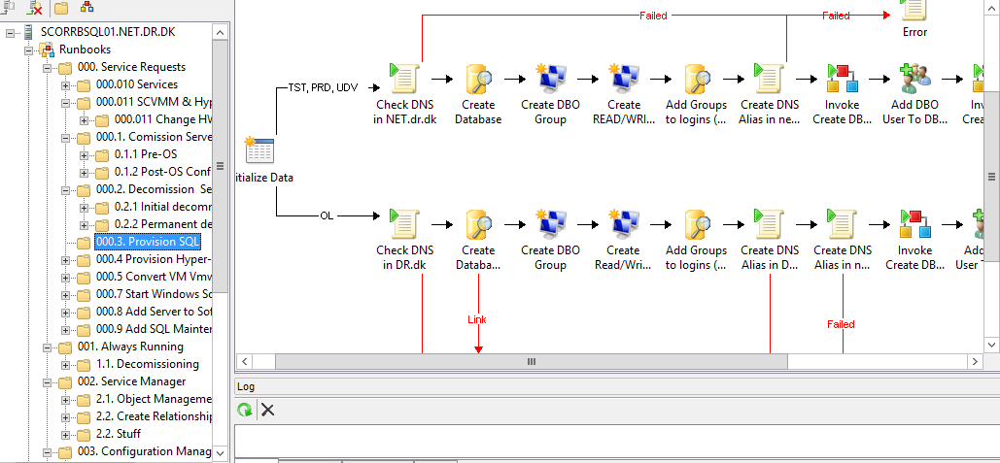 SCORRBSQL01.NET.DR.DK
Runbooks
000. Service Requests
000.010 Services
000.011 SCVMM & Hyp
000.011 Change HW
000.1. Comission Serve
0.1.1 Pre-OS
0.1.2 Post-OS Conf
000.2. Decomission Se
0.2.1 Initial decomm
0.2.2 Permanent de
000.3. Provision SQL
000.4 Provision Hyper-
000.5 Convert VM Vmw
000.7 Start Windows Sc
000.8 Add Server to Sof
000.9 Add SQL Mainter
001. Always Running
1.1. Decomissioning
002. Service Manager
2.1. Object Manageme
2.2. Create Relationship
2.2. Stuff
003. Configuration Manag
Failed
Failed
Error
TST, PRD, UDV
Check DNS
in NET.dr.dk
Create
Database
Create DBO
Group
Create
READ/WRI...
Add Groups
to logins (...
Create DNS
Alias in ne...
Invoke
Create DB...
Add DBO
User To DB...
Inv
Crea
itialize Data
OL
Check DNS
in DR.dk
Create
Databa...
Create DBO
Group
Create
Read/Wri...
Add Groups
to logins (...
Create DNS
Alias in D...
Create DNS
Alias in n...
Invoke
Create DB...
Add
User T
Link
Failed
Log